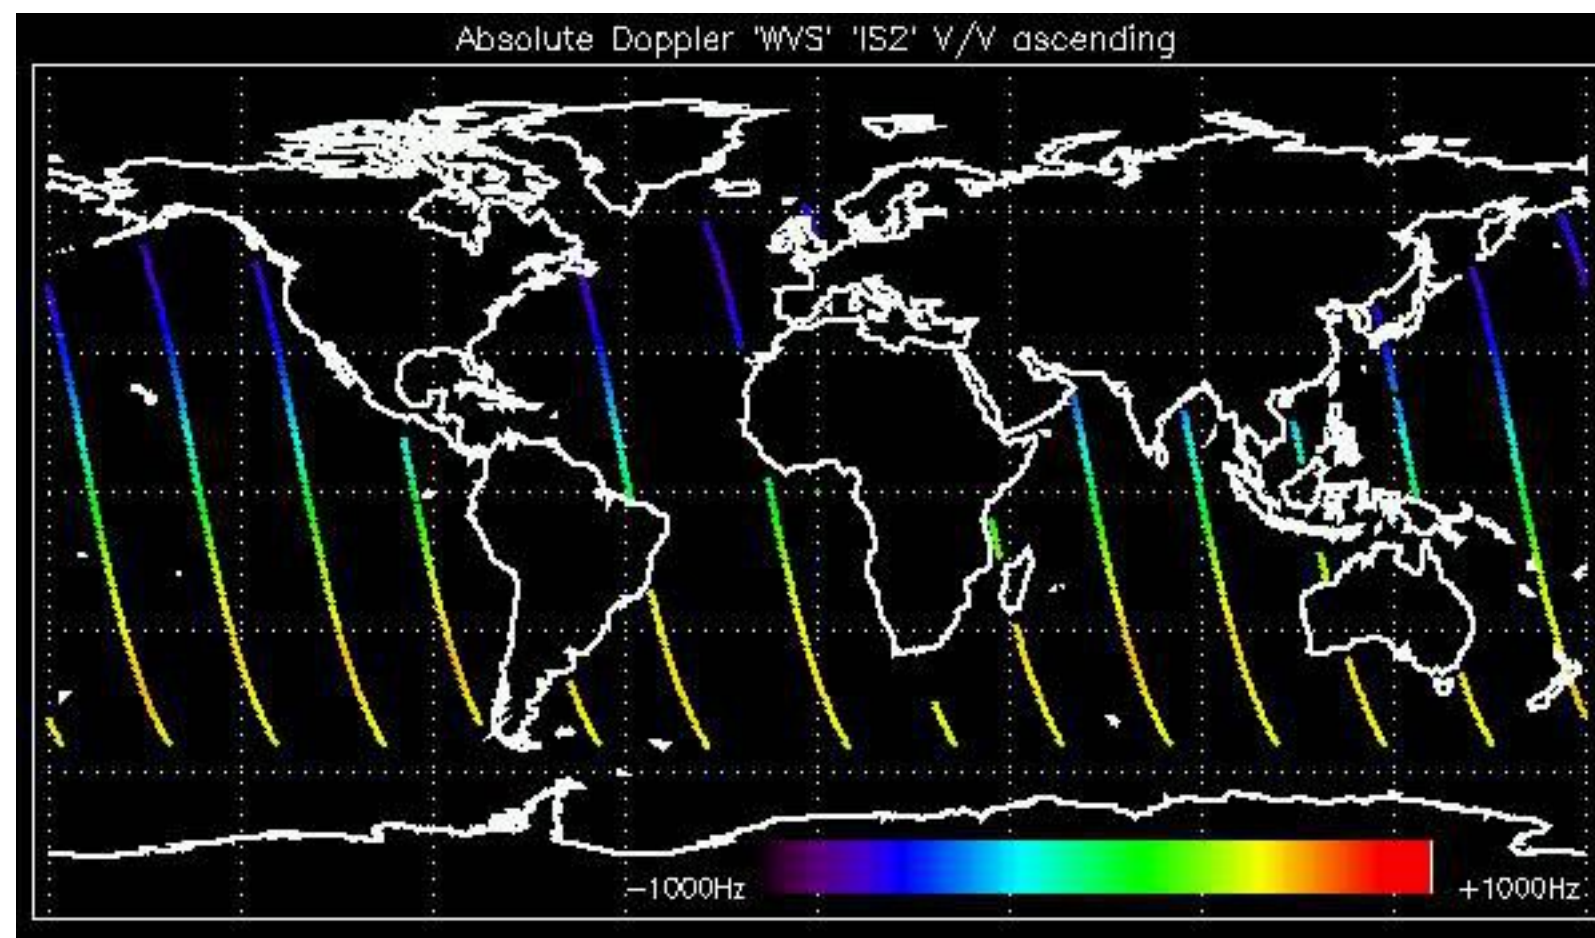 Absolute Doppler 'WVS' 'IS2' V/V ascending
−1000Hz
+1000Hz